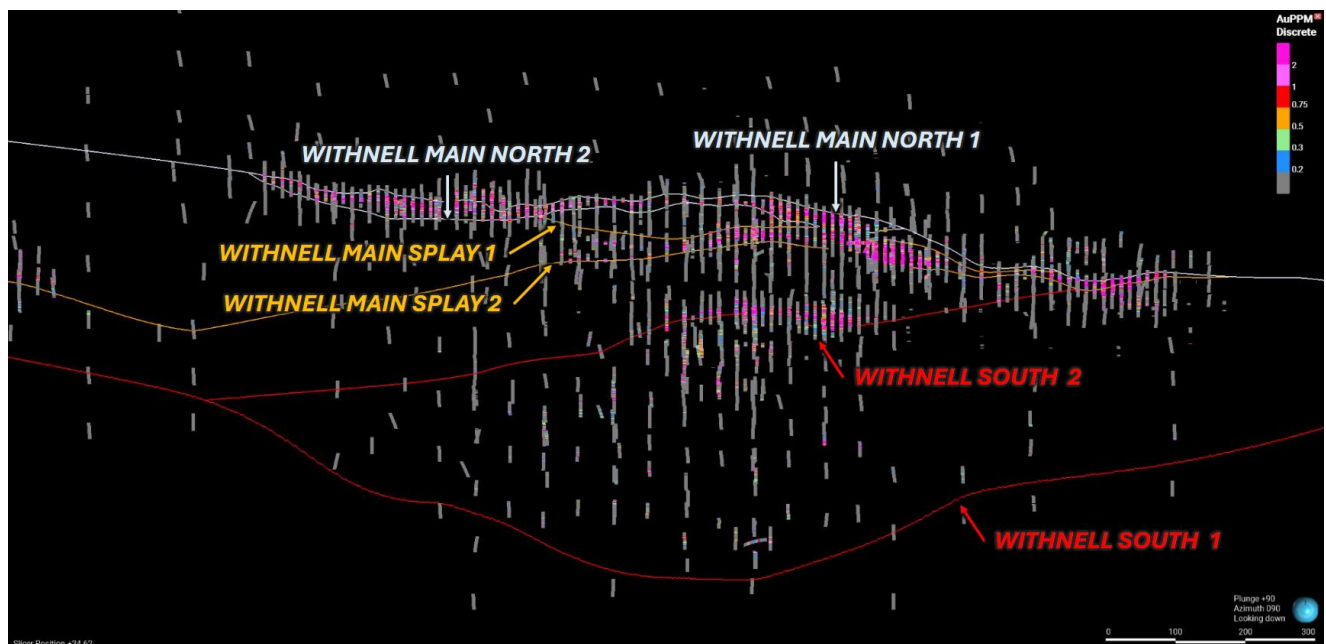 AuPPM
Discrete
2
1
0.75
0.5
0.3
0.2
WITHNELL MAIN NORTH 2
WITHNELL MAIN NORTH 1
WITHNELL MAIN SPLAY 1
WITHNELL MAIN SPLAY 2
WITHNELL SOUTH 2
WITHNELL SOUTH 1
Plunge +90
Azimuth 090
Looking down
0 100 200 300